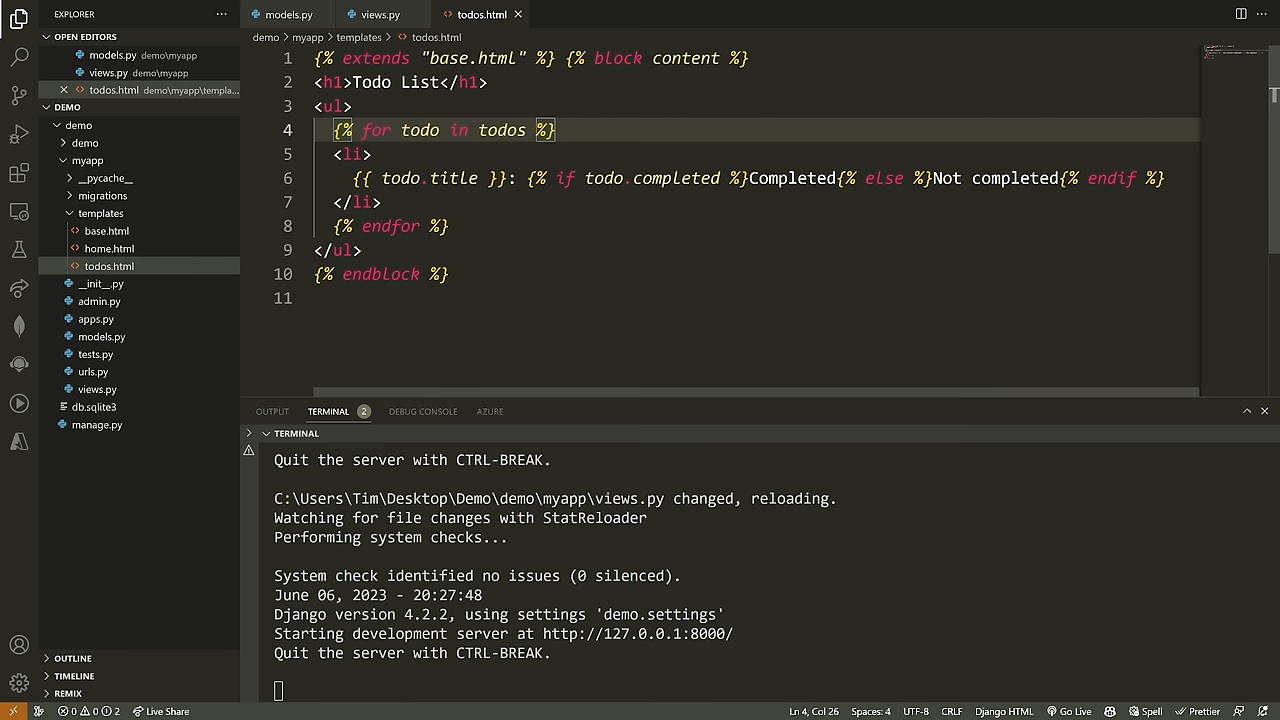 EXPLORER
OPEN EDITORS
models.py demo\myapp
views.py demo\myapp
todos.html demo\myapp\templa...
DEMO
demo
demo
myapp
__pycache__
migrations
templates
base.html
home.html
todos.html
__init__.py
admin.py
apps.py
models.py
tests.py
urls.py
views.py
db.sqlite3
manage.py
OUTLINE
TIMELINE
REMIX
models.py views.py todos.html
demo > myapp > templates > todos.html
1 {% extends "base.html" %} {% block content %}
2 <h1>Todo List</h1>
3 <ul>
4 {% for todo in todos %}
5 <li>
6 {{ todo.title }}: {% if todo.completed %}Completed{% else %}Not completed{% endif %}
7 </li>
8 {% endfor %}
9 </ul>
10 {% endblock %}
11
OUTPUT TERMINAL 2 DEBUG CONSOLE AZURE
TERMINAL
Quit the server with CTRL-BREAK.
C:\Users\Tim\Desktop\Demo\demo\myapp\views.py changed, reloading.
Watching for file changes with StatReloader
Performing system checks...
System check identified no issues (0 silenced).
June 06, 2023 - 20:27:48
Django version 4.2.2, using settings 'demo.settings'
Starting development server at http://127.0.0.1:8000/
Quit the server with CTRL-BREAK.
0 0 2 Live Share Ln 4, Col 26 Spaces: 4 UTF-8 CRLF Django HTML Go Live Spell Prettier